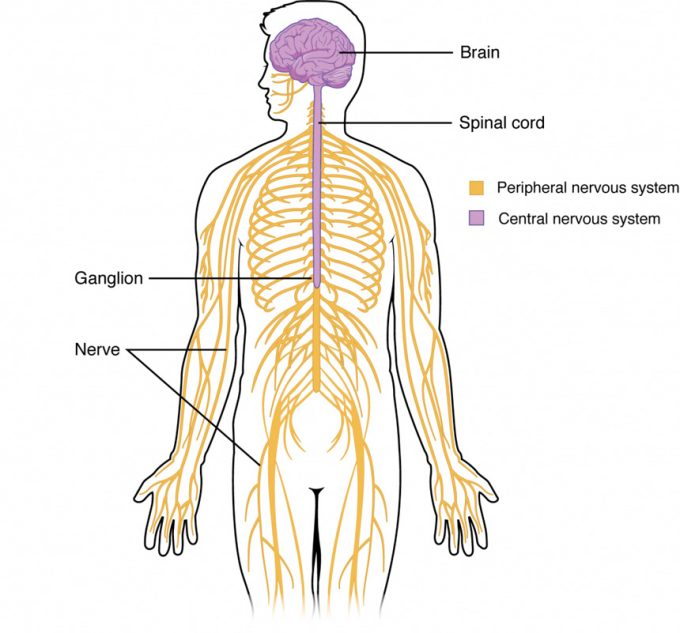 Brain
Spinal cord
Peripheral nervous system
Central nervous system
Ganglion
Nerve